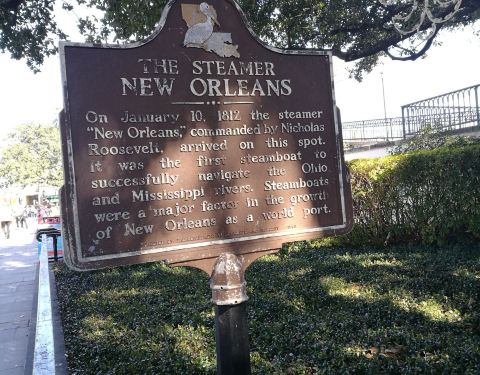 THE STEAMER
NEW ORLEANS
On January 10, 1812 the steamer
"New Orleans," commanded by Nicholas
Roosevelt, arrived on this spot.
It was the first steamboat to
successfully navigate the Ohio
and Mississippi rivers. Steamboats
were a major factor in the growth
of New Orleans as a world port.